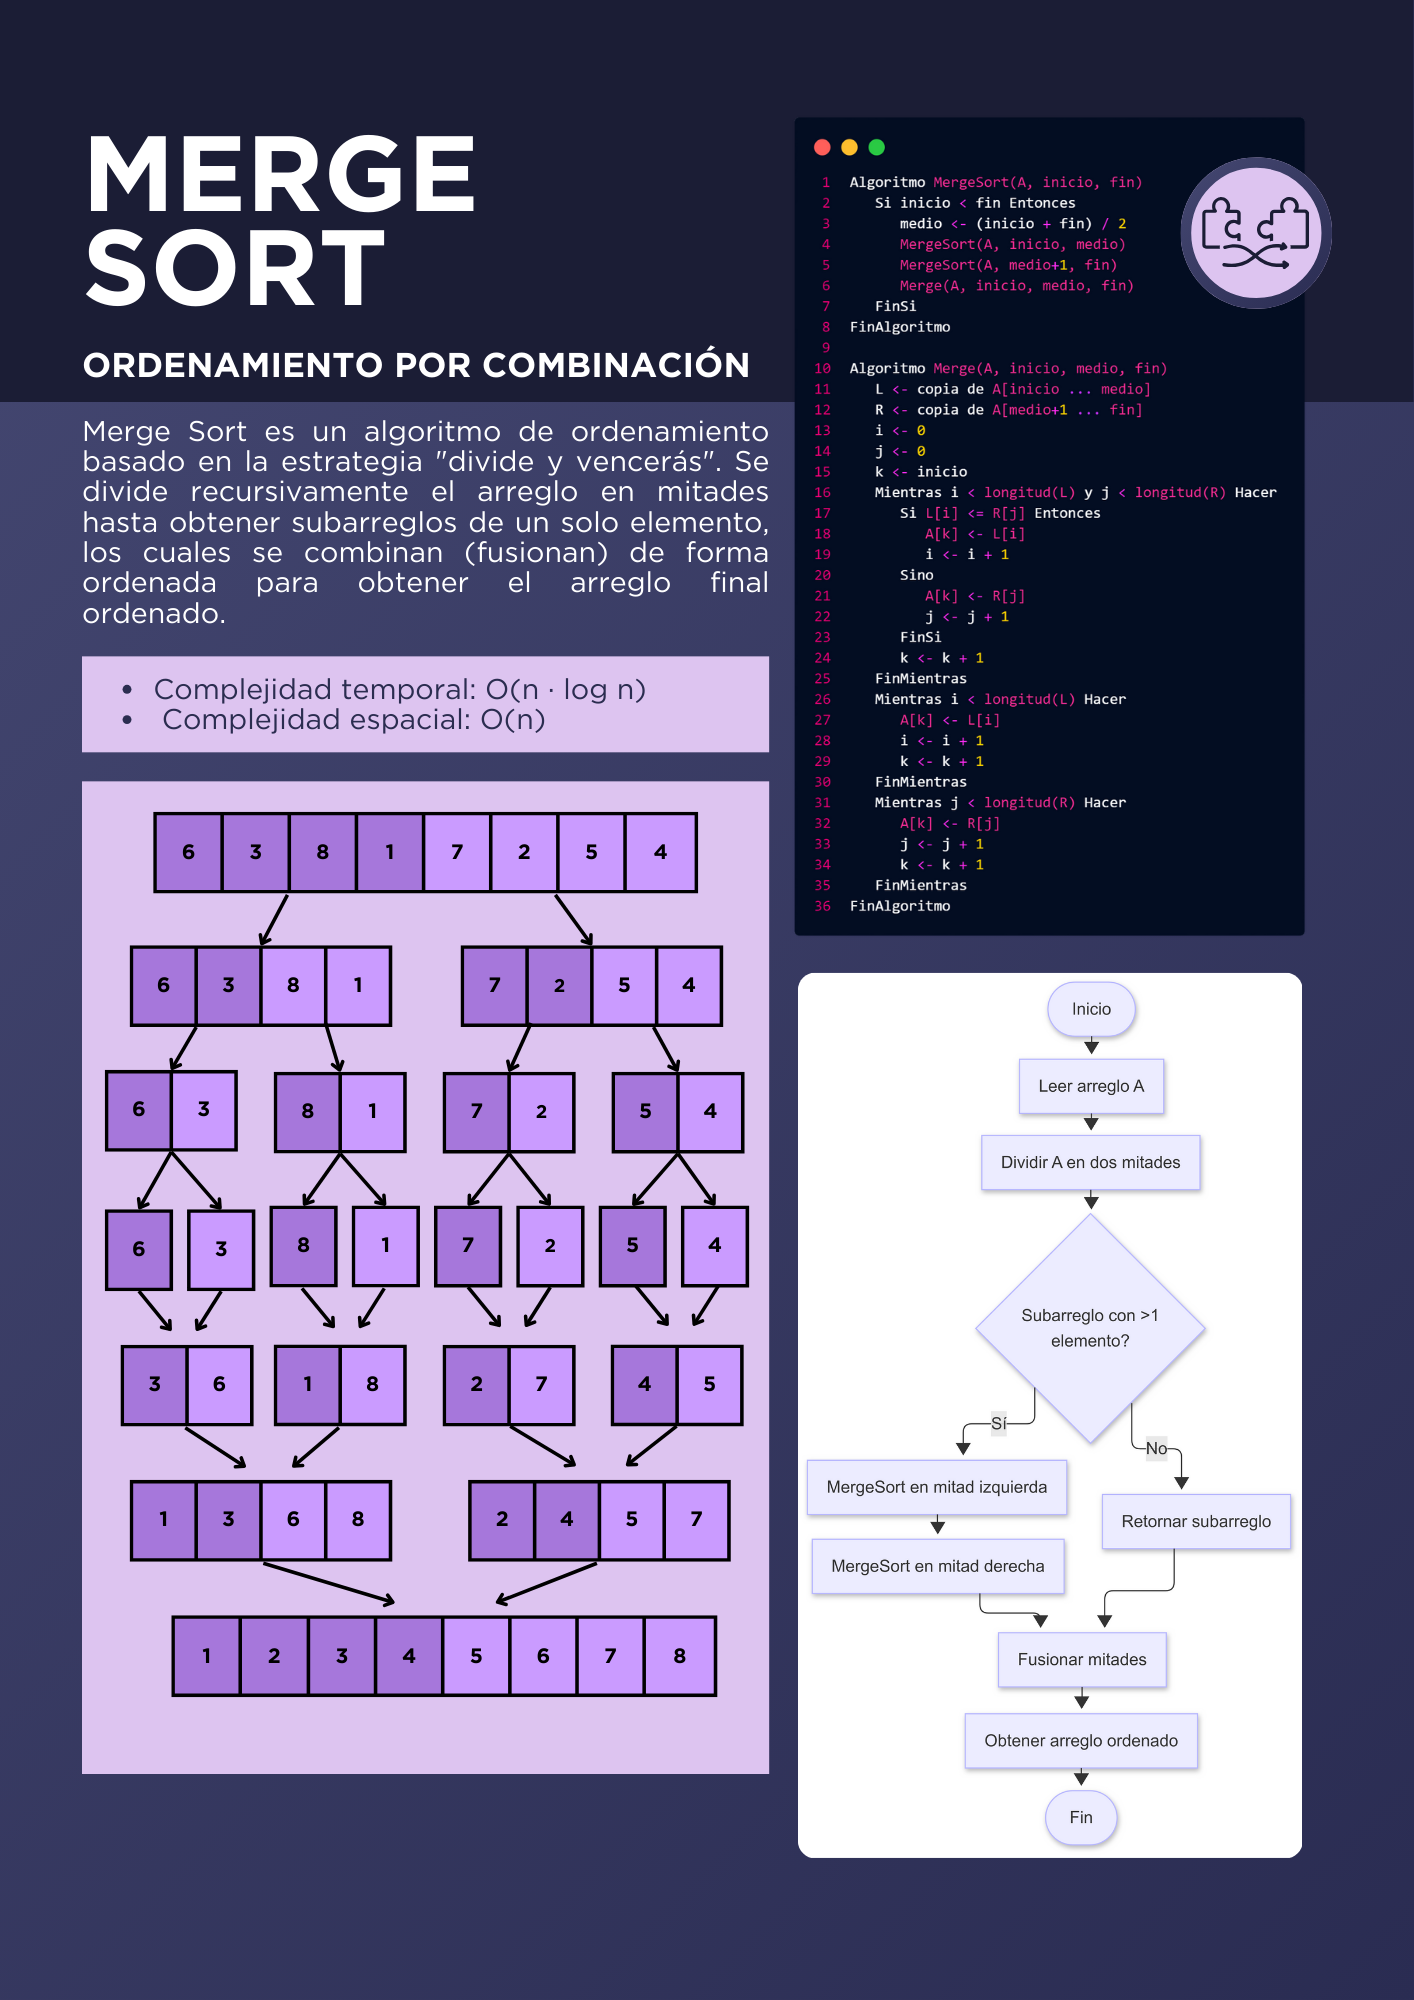 MERGE
SORT
ORDENAMIENTO POR COMBINACIÓN
Merge Sort es un algoritmo de ordenamiento
basado en la estrategia "divide y vencerás". Se
divide recursivamente el arreglo en mitades
hasta obtener subarreglos de un solo elemento,
los cuales se combinan (fusionan) de forma
ordenada para obtener el arreglo final
ordenado.
• Complejidad temporal: O(n · log n)
• Complejidad espacial: O(n)
6 3 8 1 7 2 5 4
6 3 8 1 7 2 5 4
6 3 8 1 7 2 5 4
6 3 8 1 7 2 5 4
3 6 1 8 2 7 4 5
1 3 6 8 2 4 5 7
1 2 3 4 5 6 7 8
1 Algoritmo MergeSort(A, inicio, fin)
2 Si inicio < fin Entonces
3 medio <- (inicio + fin) / 2
4 MergeSort(A, inicio, medio)
5 MergeSort(A, medio+1, fin)
6 Merge(A, inicio, medio, fin)
7 FinSi
8 FinAlgoritmo
9
10 Algoritmo Merge(A, inicio, medio, fin)
11 L <- copia de A[inicio ... medio]
12 R <- copia de A[medio+1 ... fin]
13 i <- 0
14 j <- 0
15 k <- inicio
16 Mientras i < longitud(L) y j < longitud(R) Hacer
17 Si L[i] <= R[j] Entonces
18 A[k] <- L[i]
19 i <- i + 1
20 Sino
21 A[k] <- R[j]
22 j <- j + 1
23 FinSi
24 k <- k + 1
25 FinMientras
26 Mientras i < longitud(L) Hacer
27 A[k] <- L[i]
28 i <- i + 1
29 k <- k + 1
30 FinMientras
31 Mientras j < longitud(R) Hacer
32 A[k] <- R[j]
33 j <- j + 1
34 k <- k + 1
35 FinMientras
36 FinAlgoritmo
Inicio
Leer arreglo A
Dividir A en dos mitades
Subarreglo con >1
elemento?
Sí
No
MergeSort en mitad izquierda
Retornar subarreglo
MergeSort en mitad derecha
Fusionar mitades
Obtener arreglo ordenado
Fin